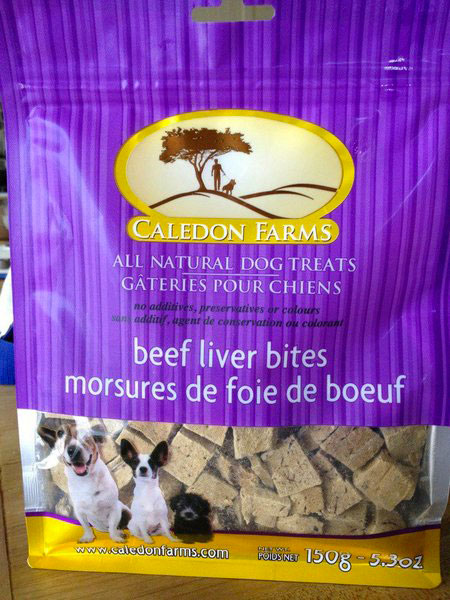 CALEDON FARMS
ALL NATURAL DOG TREATS
GÂTERIES POUR CHIENS
no additives, preservatives or colours
sans additif, agent de conservation ou colorant
beef liver bites
morsures de foie de boeuf
www.caledonfarms.com
NET WT.
POIDS NET 150g - 5.3oz